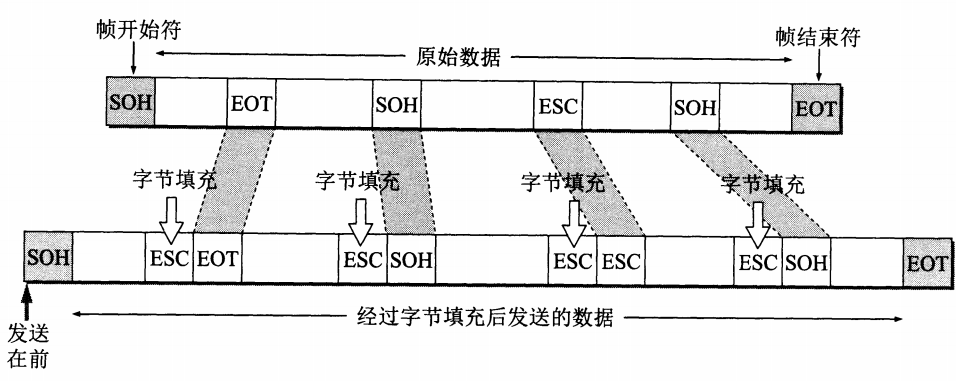 帧开始符
原始数据
帧结束符
SOH EOT SOH ESC SOH EOT
字节填充 字节填充 字节填充 字节填充
SOH ESC EOT ESC SOH ESC ESC ESC SOH EOT
经过字节填充后发送的数据
发送
在前